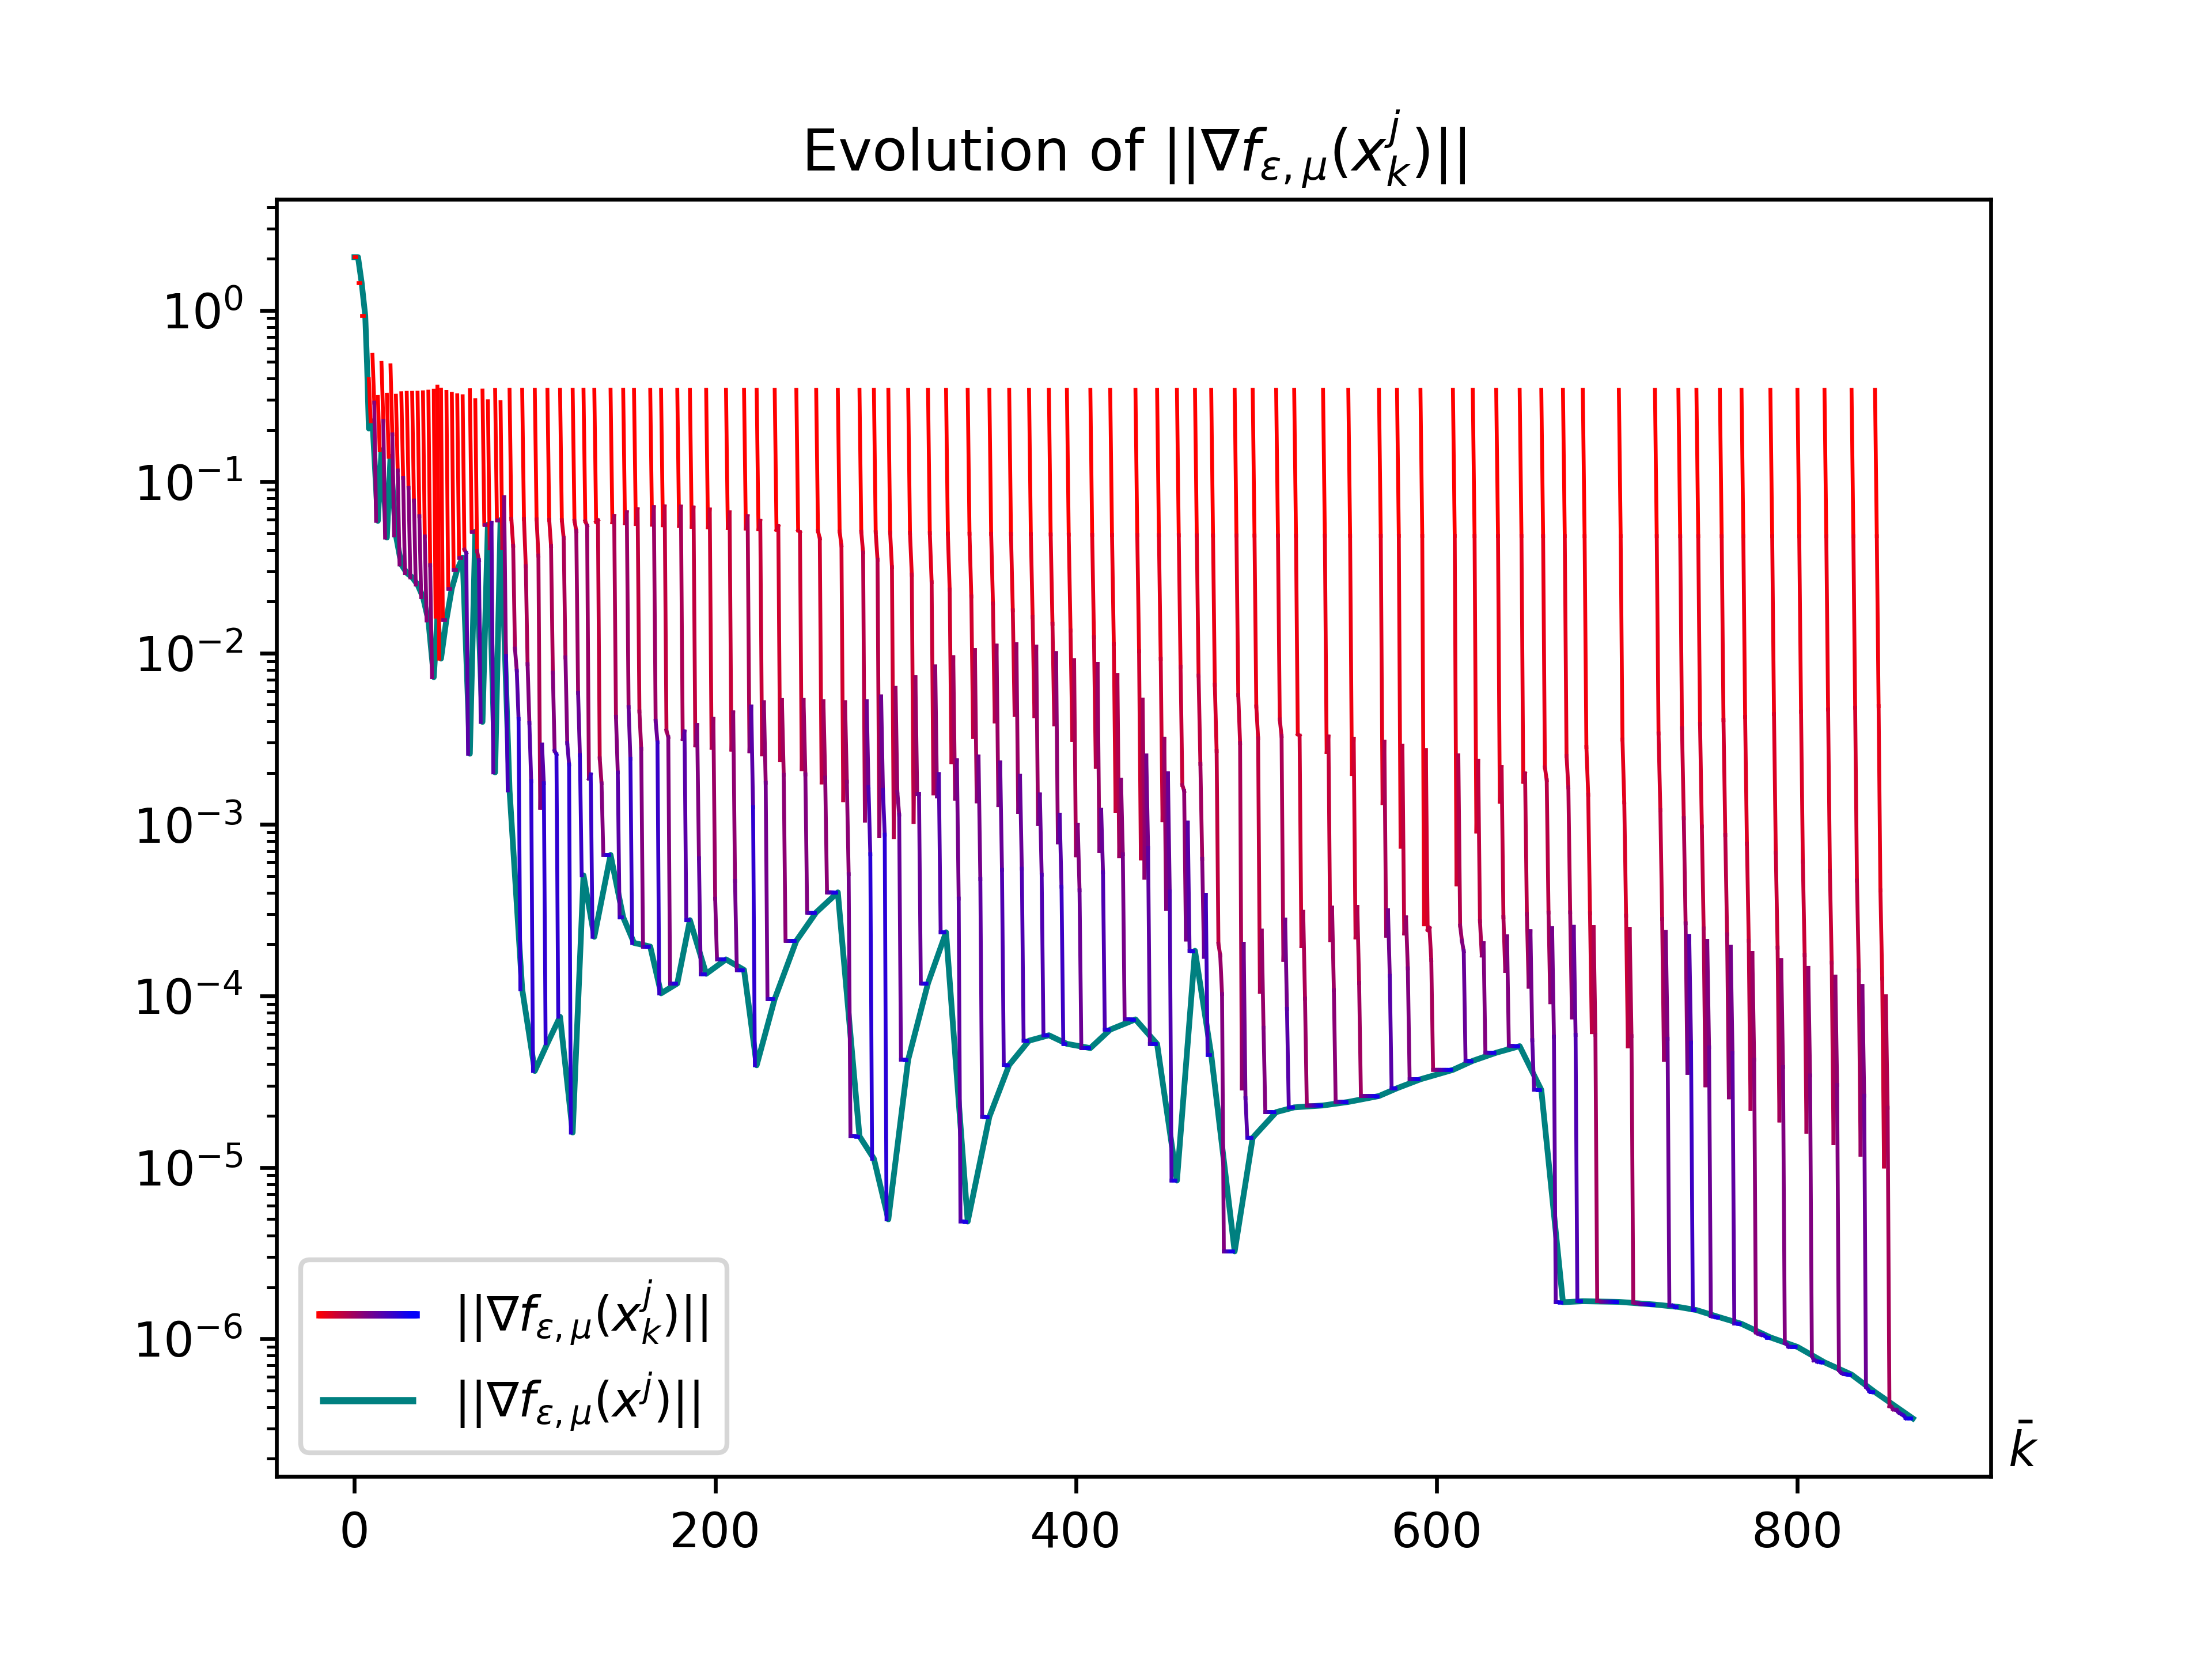 Evolution of ||∇f_{ε,μ}(x_k^j)||
10^0
10^{-1}
10^{-2}
10^{-3}
10^{-4}
10^{-5}
10^{-6}
||∇f_{ε,μ}(x_k^j)||
||∇f_{ε,μ}(x^j)||
k̄
0 200 400 600 800